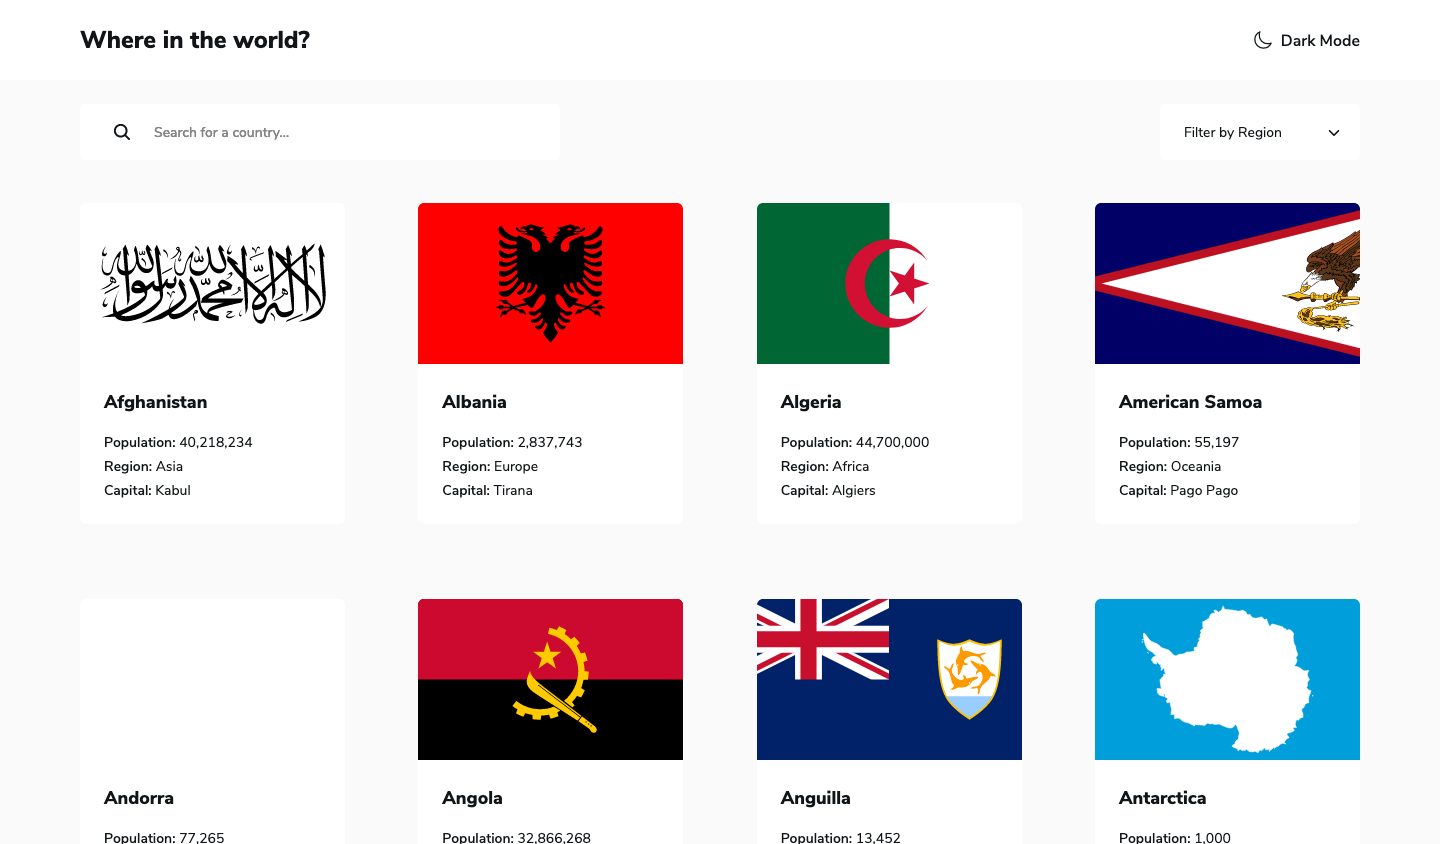 Where in the world?
Dark Mode
Search for a country...
Filter by Region
لا إله إلا الله محمد رسول الله
Afghanistan
Population: 40,218,234
Region: Asia
Capital: Kabul
Albania
Population: 2,837,743
Region: Europe
Capital: Tirana
Algeria
Population: 44,700,000
Region: Africa
Capital: Algiers
American Samoa
Population: 55,197
Region: Oceania
Capital: Pago Pago
Andorra
Population: 77,265
Angola
Population: 32,866,268
Anguilla
Population: 13,452
Antarctica
Population: 1,000